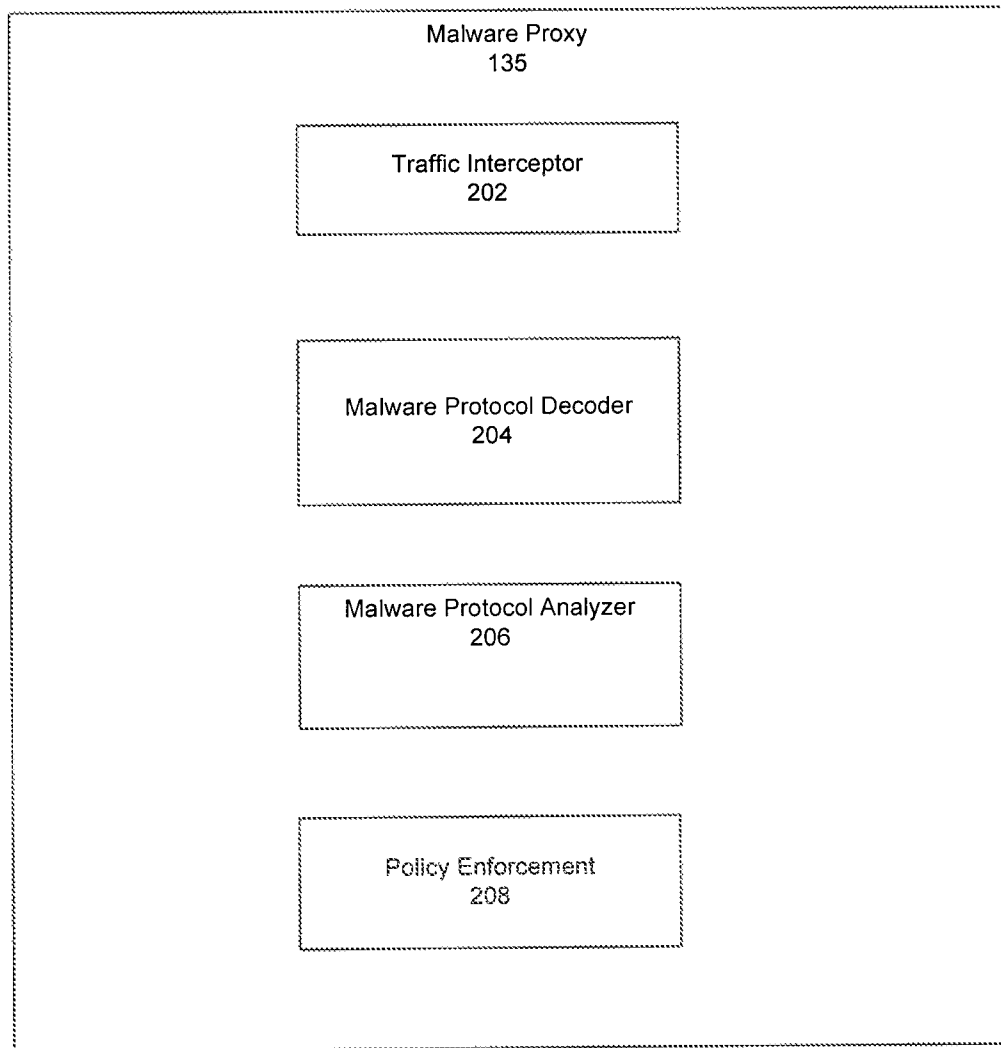 Malware Proxy
135
Traffic Interceptor
202
Malware Protocol Decoder
204
Malware Protocol Analyzer
206
Policy Enforcement
208